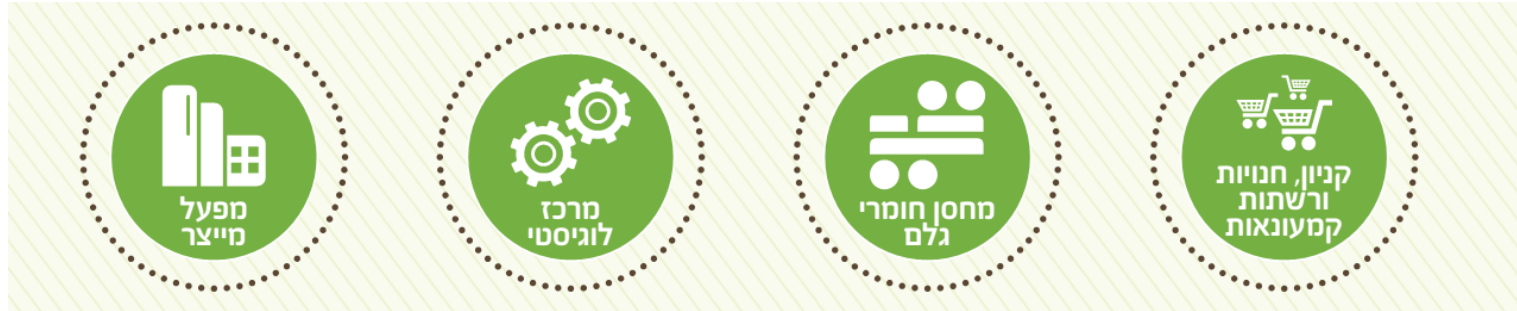 קניון, חנויות
ורשתות
קמעונאות
מחסן חומרי
גלם
מרכז
לוגיסטי
מפעל
מייצר